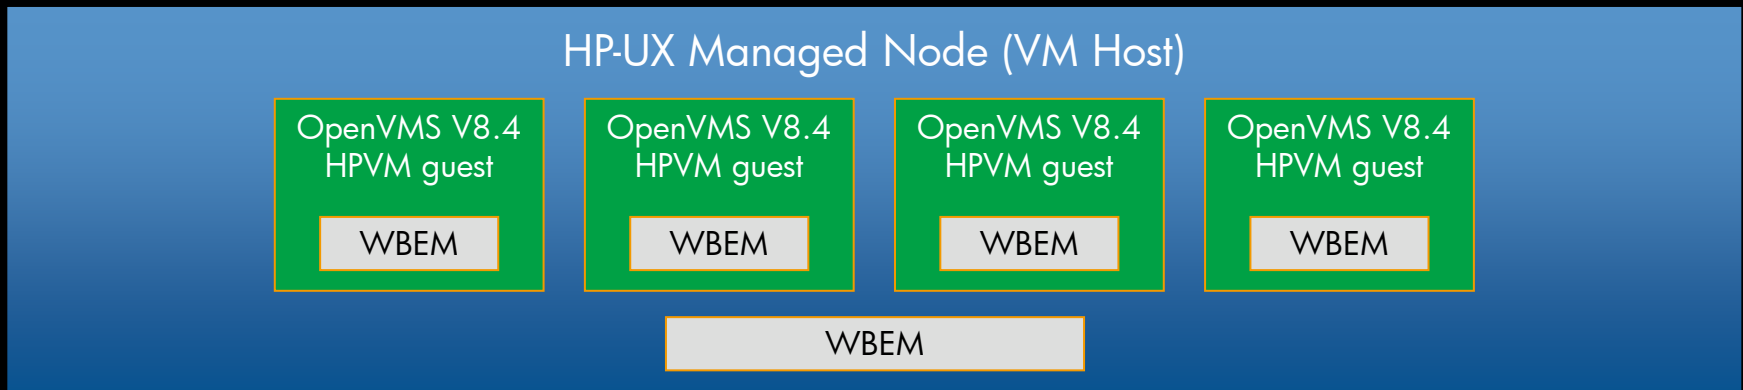 HP-UX Managed Node (VM Host)
OpenVMS V8.4
HPVM guest
WBEM
OpenVMS V8.4
HPVM guest
WBEM
OpenVMS V8.4
HPVM guest
WBEM
OpenVMS V8.4
HPVM guest
WBEM
WBEM